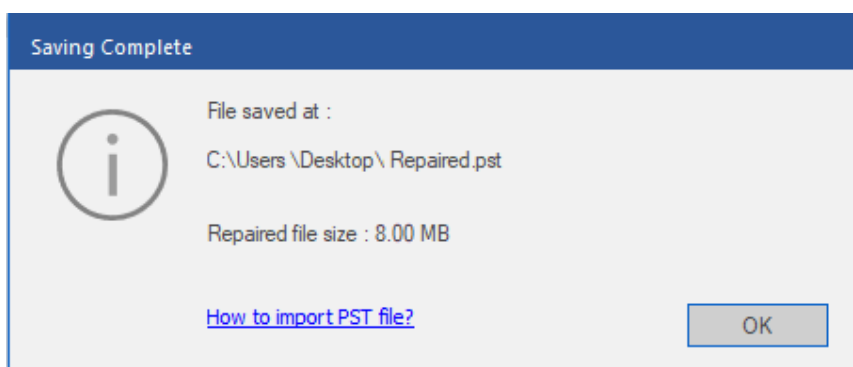 Saving Complete
File saved at :
C:\Users \Desktop\ Repaired.pst
Repaired file size : 8.00 MB
How to import PST file?
OK